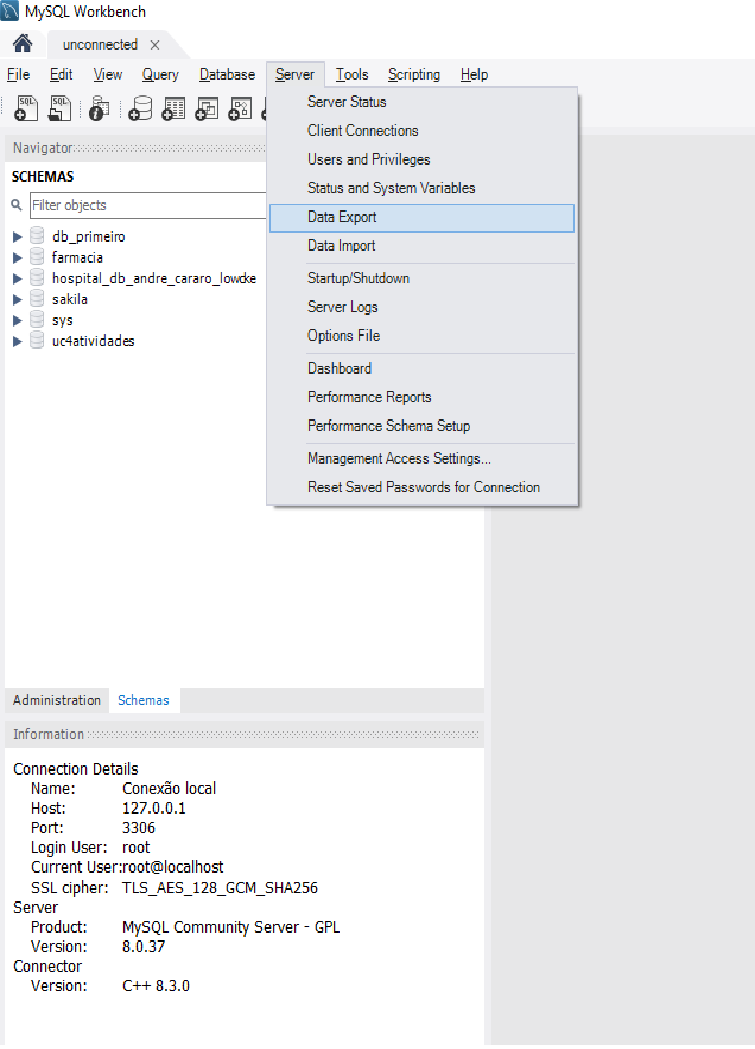 MySQL Workbench
unconnected
File Edit View Query Database Server Tools Scripting Help
SQL SQL
Navigator
SCHEMAS
Filter objects
db_primeiro
farmacia
hospital_db_andre_cararo_lowcke
sakila
sys
uc4atividades
Server Status
Client Connections
Users and Privileges
Status and System Variables
Data Export
Data Import
Startup/Shutdown
Server Logs
Options File
Dashboard
Performance Reports
Performance Schema Setup
Management Access Settings...
Reset Saved Passwords for Connection
Administration Schemas
Information
Connection Details
Name: Conexão local
Host: 127.0.0.1
Port: 3306
Login User: root
Current User:root@localhost
SSL cipher: TLS_AES_128_GCM_SHA256
Server
Product: MySQL Community Server - GPL
Version: 8.0.37
Connector
Version: C++ 8.3.0